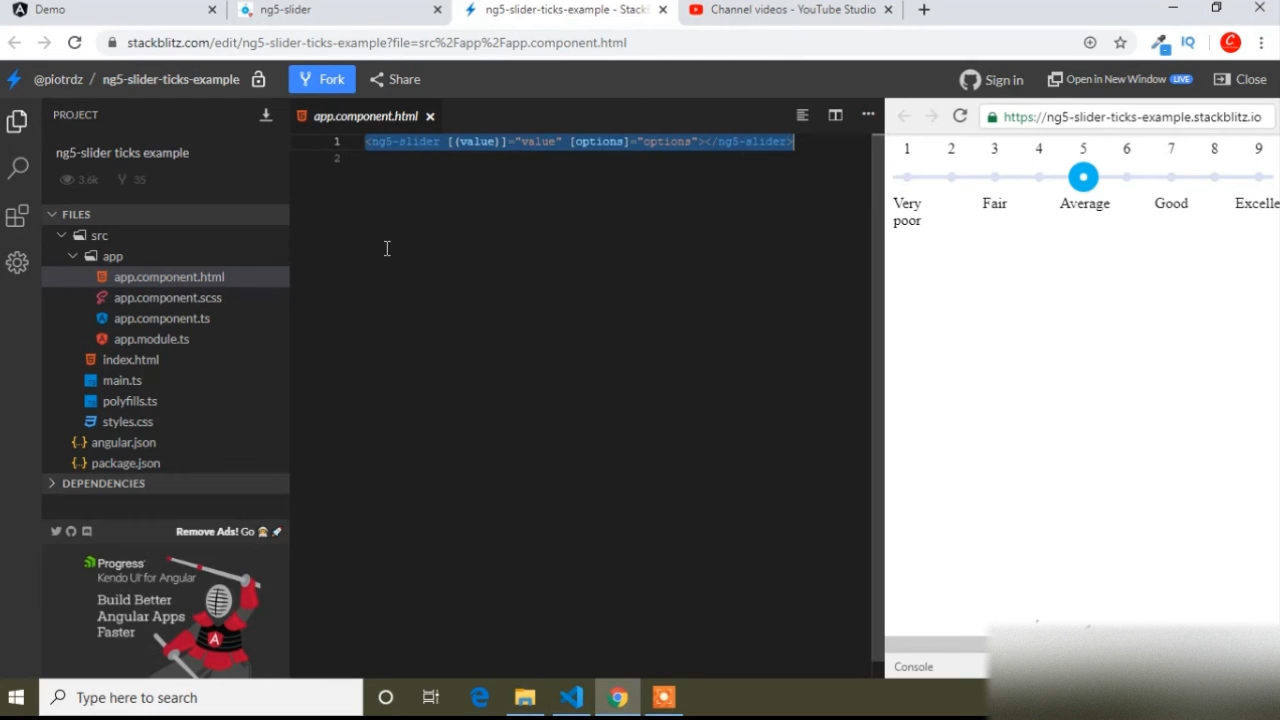 Demo
ng5-slider
ng5-slider-ticks-example - StackBl
Channel videos - YouTube Studio
stackblitz.com/edit/ng5-slider-ticks-example?file=src%2Fapp%2Fapp.component.html
IQ
@piotrdz / ng5-slider-ticks-example
Fork
Share
Sign in
Open in New Window LIVE
Close
PROJECT
app.component.html
https://ng5-slider-ticks-example.stackblitz.io
1 <ng5-slider [(value)]="value" [options]="options"></ng5-slider>
2
ng5-slider ticks example
3.6k 35
1 2 3 4 5 6 7 8 9
Very poor
Fair
Average
Good
Excelle
FILES
src
app
app.component.html
app.component.scss
app.component.ts
app.module.ts
index.html
main.ts
polyfills.ts
styles.css
{..} angular.json
{..} package.json
DEPENDENCIES
Remove Ads! Go
Progress
Kendo UI for Angular
Build Better
Angular Apps
Faster
Console
Type here to search